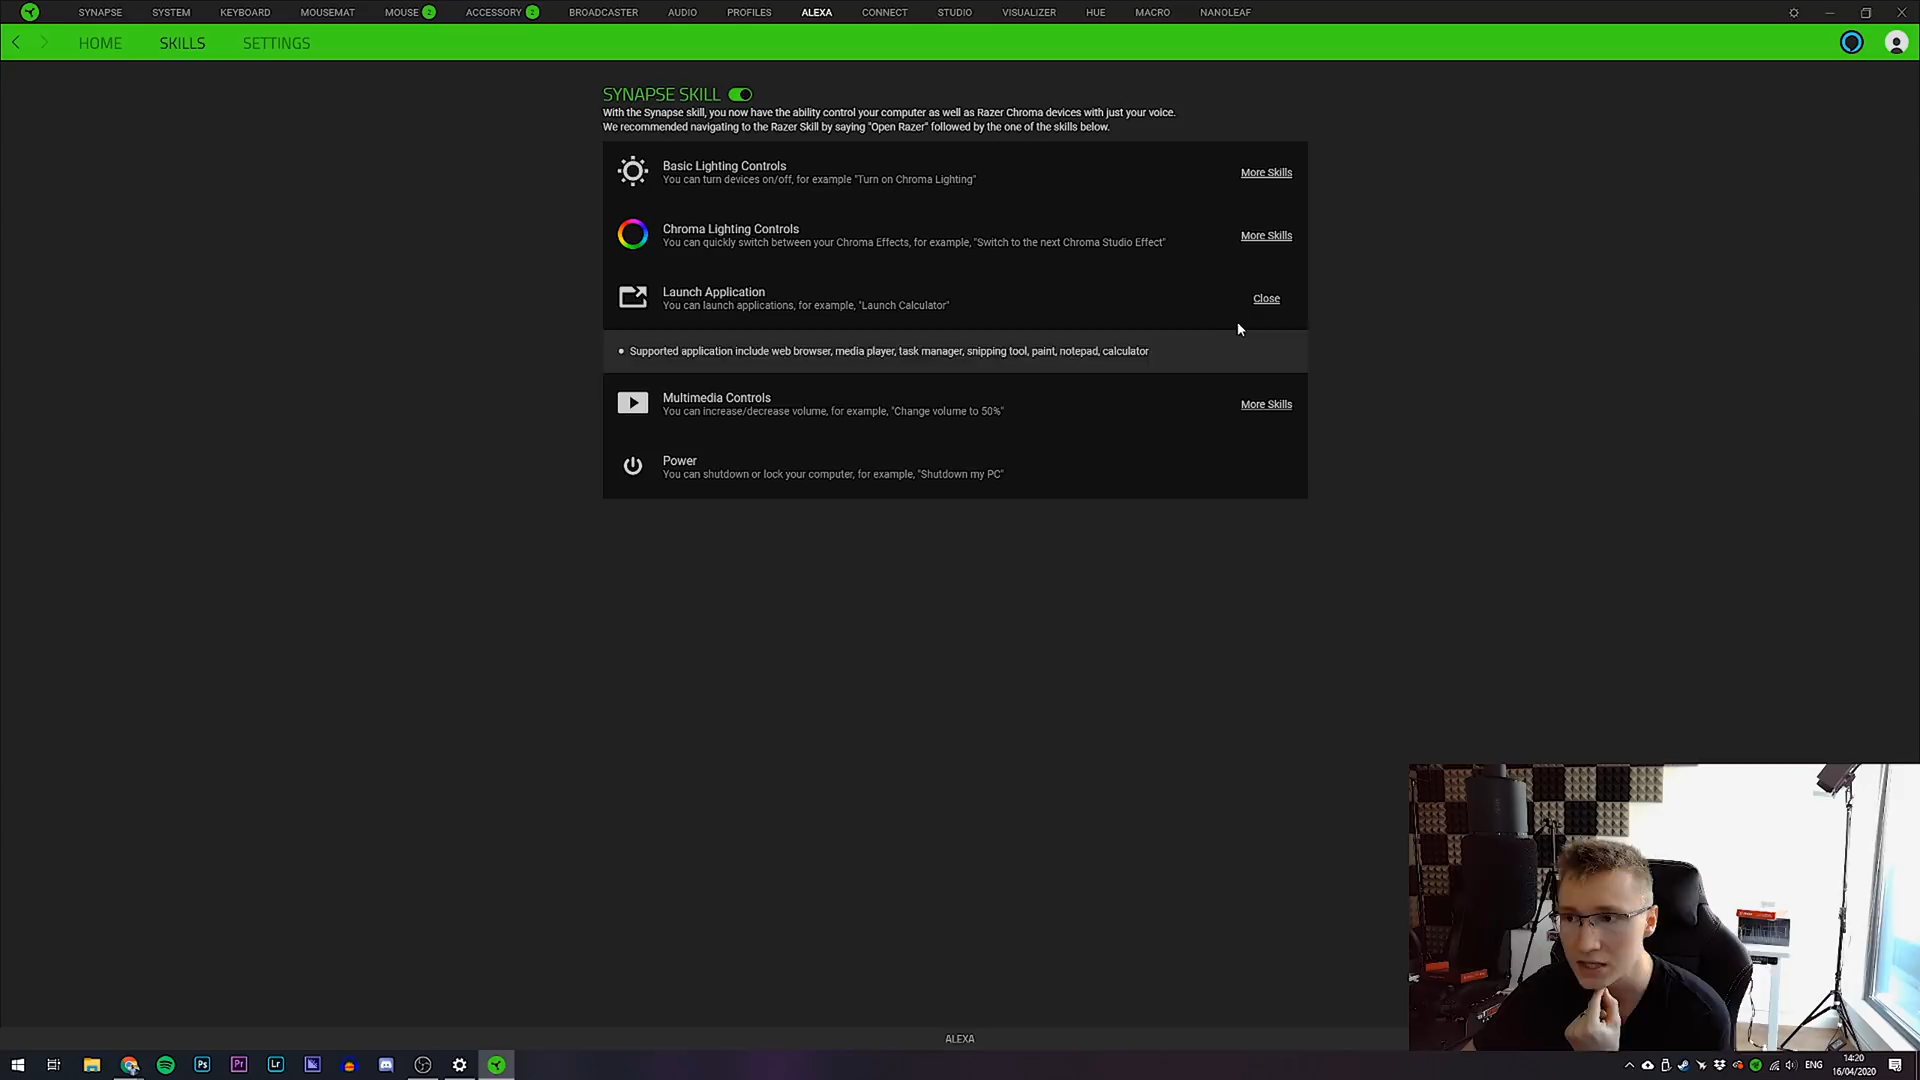 SYNAPSE SYSTEM KEYBOARD MOUSEMAT MOUSE 2 ACCESSORY 2 BROADCASTER AUDIO PROFILES ALEXA CONNECT STUDIO VISUALIZER HUE MACRO NANOLEAF
HOME SKILLS SETTINGS
SYNAPSE SKILL
With the Synapse skill, you now have the ability control your computer as well as Razer Chroma devices with just your voice.
We recommended navigating to the Razer Skill by saying "Open Razer" followed by the one of the skills below.
Basic Lighting Controls
You can turn devices on/off, for example "Turn on Chroma Lighting"
More Skills
Chroma Lighting Controls
You can quickly switch between your Chroma Effects, for example, "Switch to the next Chroma Studio Effect"
More Skills
Launch Application
You can launch applications, for example, "Launch Calculator"
Close
• Supported application include web browser, media player, task manager, snipping tool, paint, notepad, calculator
Multimedia Controls
You can increase/decrease volume, for example, "Change volume to 50%"
More Skills
Power
You can shutdown or lock your computer, for example, "Shutdown my PC"
ALEXA
Ps Pr Lr
ENG
14:20
16/04/2020